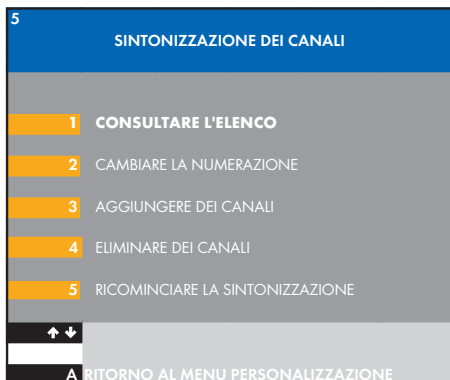 5
SINTONIZZAZIONE DEI CANALI
1 CONSULTARE L'ELENCO
2 CAMBIARE LA NUMERAZIONE
3 AGGIUNGERE DEI CANALI
4 ELIMINARE DEI CANALI
5 RICOMINCIARE LA SINTONIZZAZIONE
A RITORNO AL MENU PERSONALIZZAZIONE